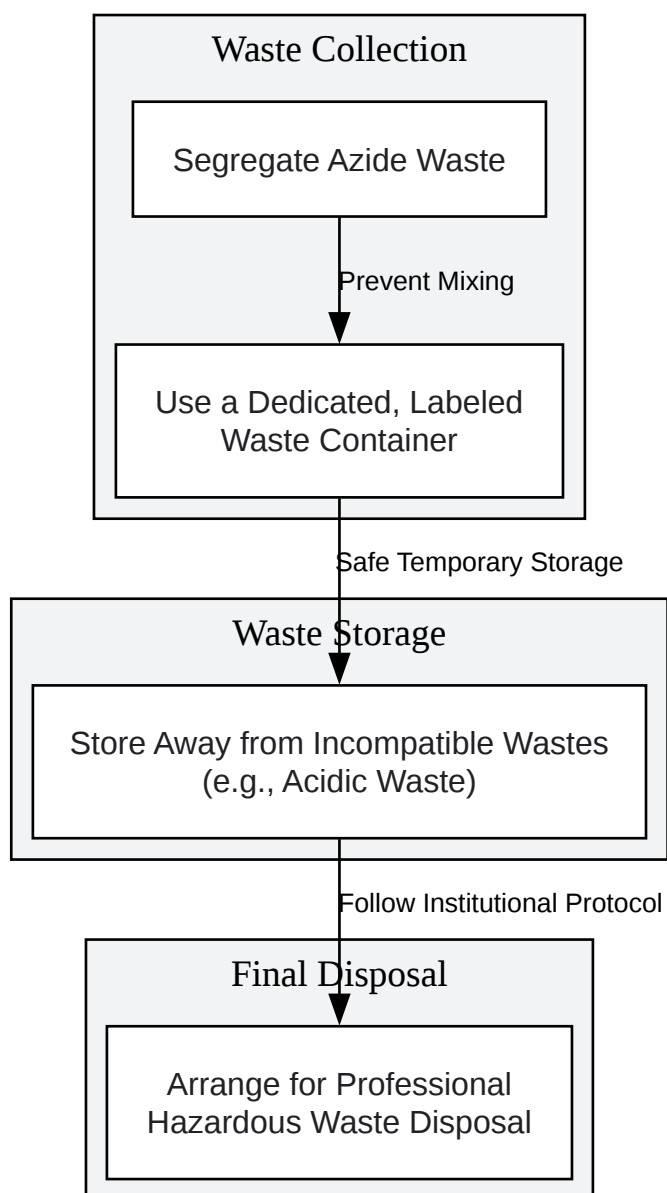 Waste Collection
Segregate Azide Waste
Prevent Mixing
Use a Dedicated, Labeled
Waste Container
Safe Temporary Storage
Waste Storage
Store Away from Incompatible Wastes
(e.g., Acidic Waste)
Follow Institutional Protocol
Final Disposal
Arrange for Professional
Hazardous Waste Disposal